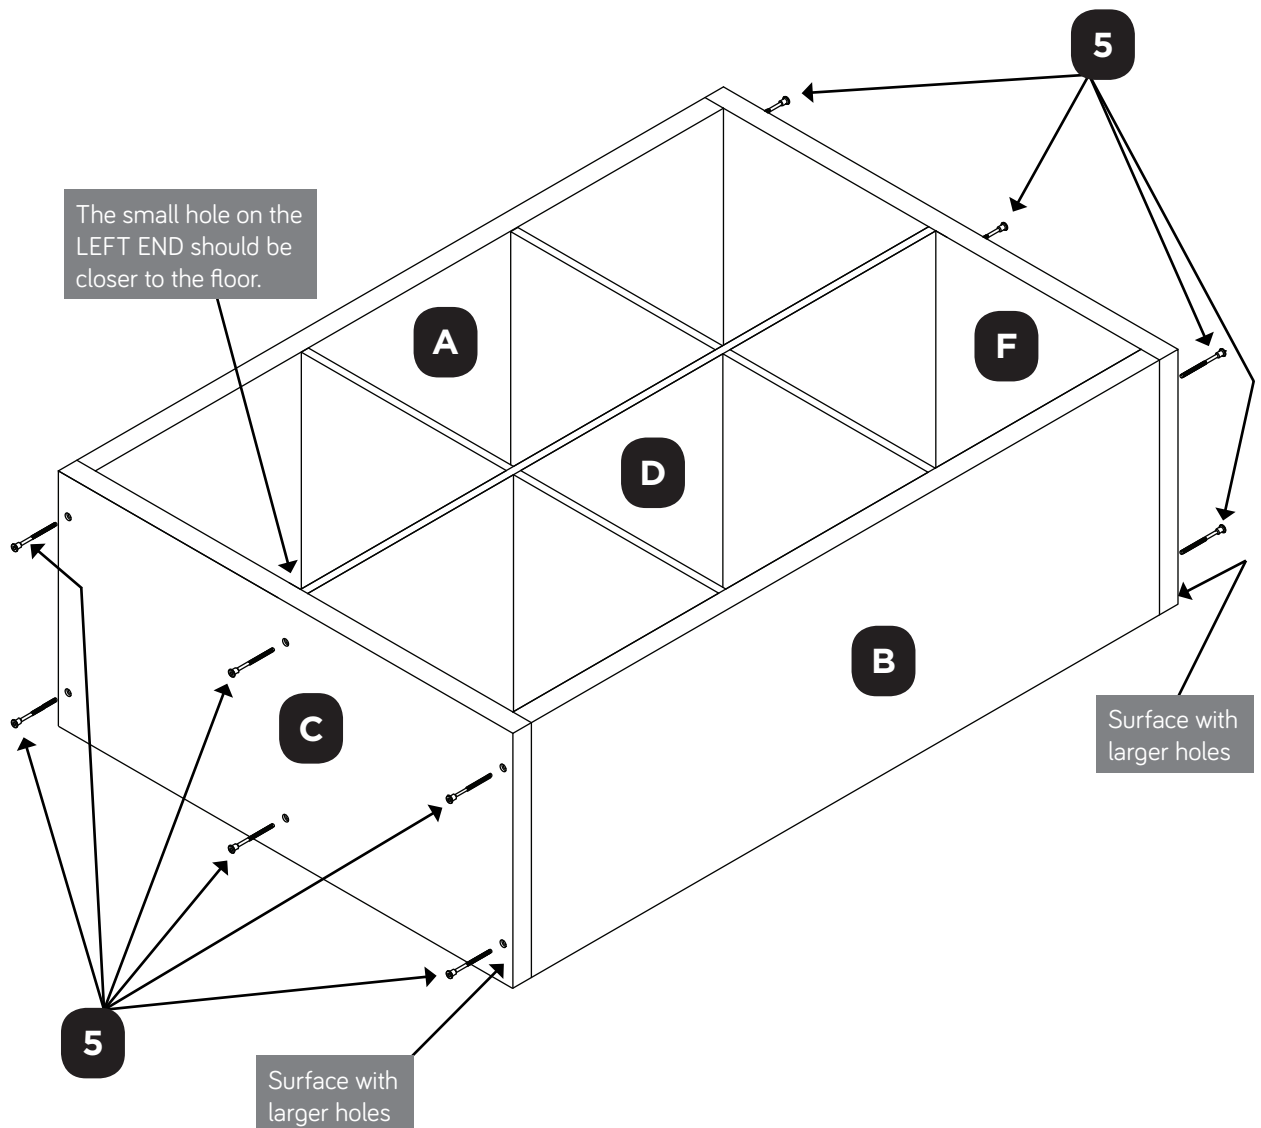 5
The small hole on the
LEFT END should be
closer to the floor.
A
F
D
B
C
Surface with
larger holes
5
Surface with
larger holes